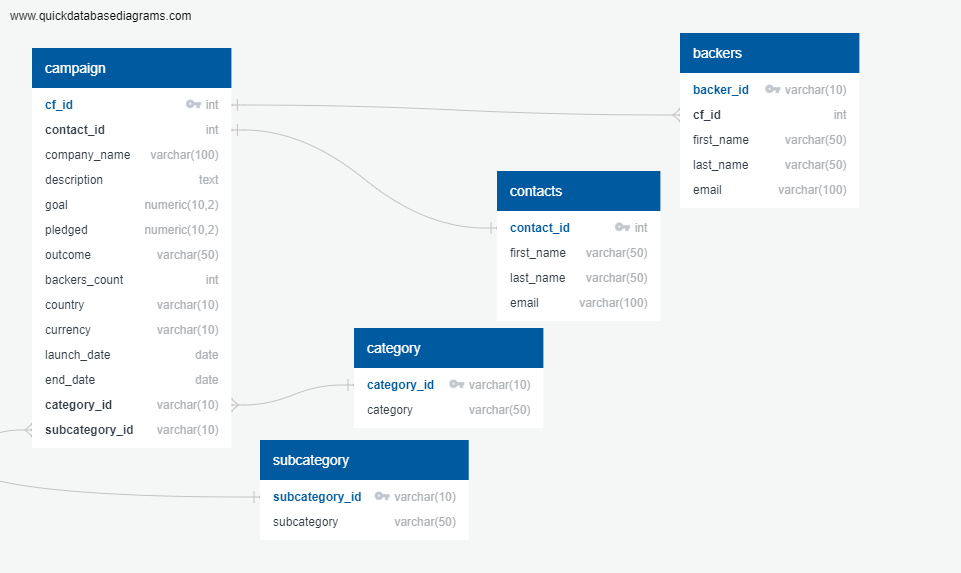 www.quickdatabasediagrams.com
campaign
cf_id int
contact_id int
company_name varchar(100)
description text
goal numeric(10,2)
pledged numeric(10,2)
outcome varchar(50)
backers_count int
country varchar(10)
currency varchar(10)
launch_date date
end_date date
category_id varchar(10)
subcategory_id varchar(10)
backers
backer_id varchar(10)
cf_id int
first_name varchar(50)
last_name varchar(50)
email varchar(100)
contacts
contact_id int
first_name varchar(50)
last_name varchar(50)
email varchar(100)
category
category_id varchar(10)
category varchar(50)
subcategory
subcategory_id varchar(10)
subcategory varchar(50)